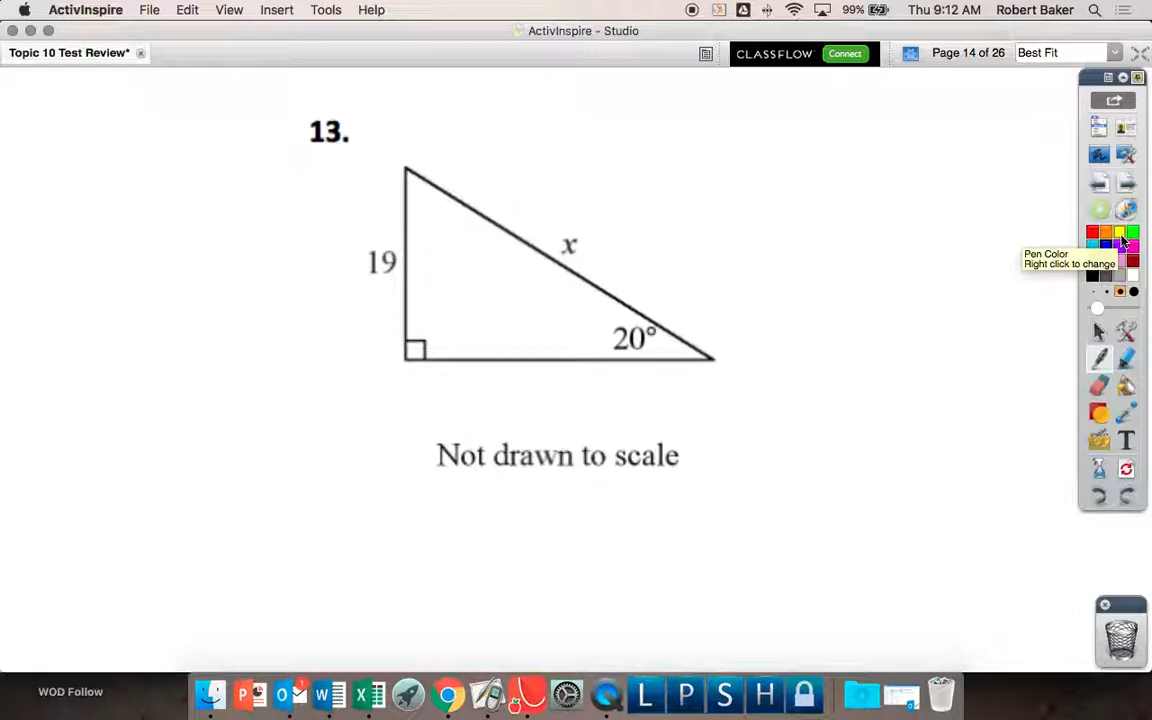 ActivInspire File Edit View Insert Tools Help 99% Thu 9:12 AM Robert Baker
ActivInspire - Studio
Topic 10 Test Review* CLASSFLOW Connect Page 14 of 26 Best Fit
13.
x
19
Pen Color
Right click to change
20°
Not drawn to scale
T
WOD Follow
1
L P S H